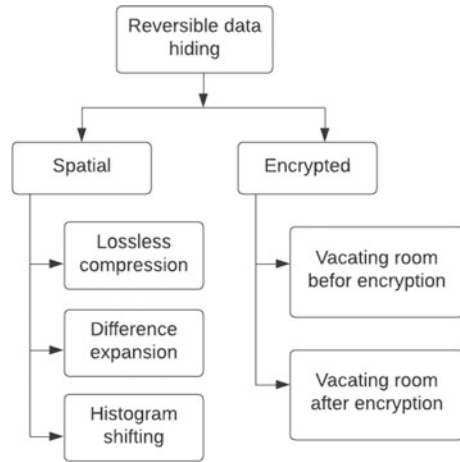 Reversible data
hiding
Spatial
Encrypted
Lossless
compression
Difference
expansion
Histogram
shifting
Vacating room
befor encryption
Vacating room
after encryption